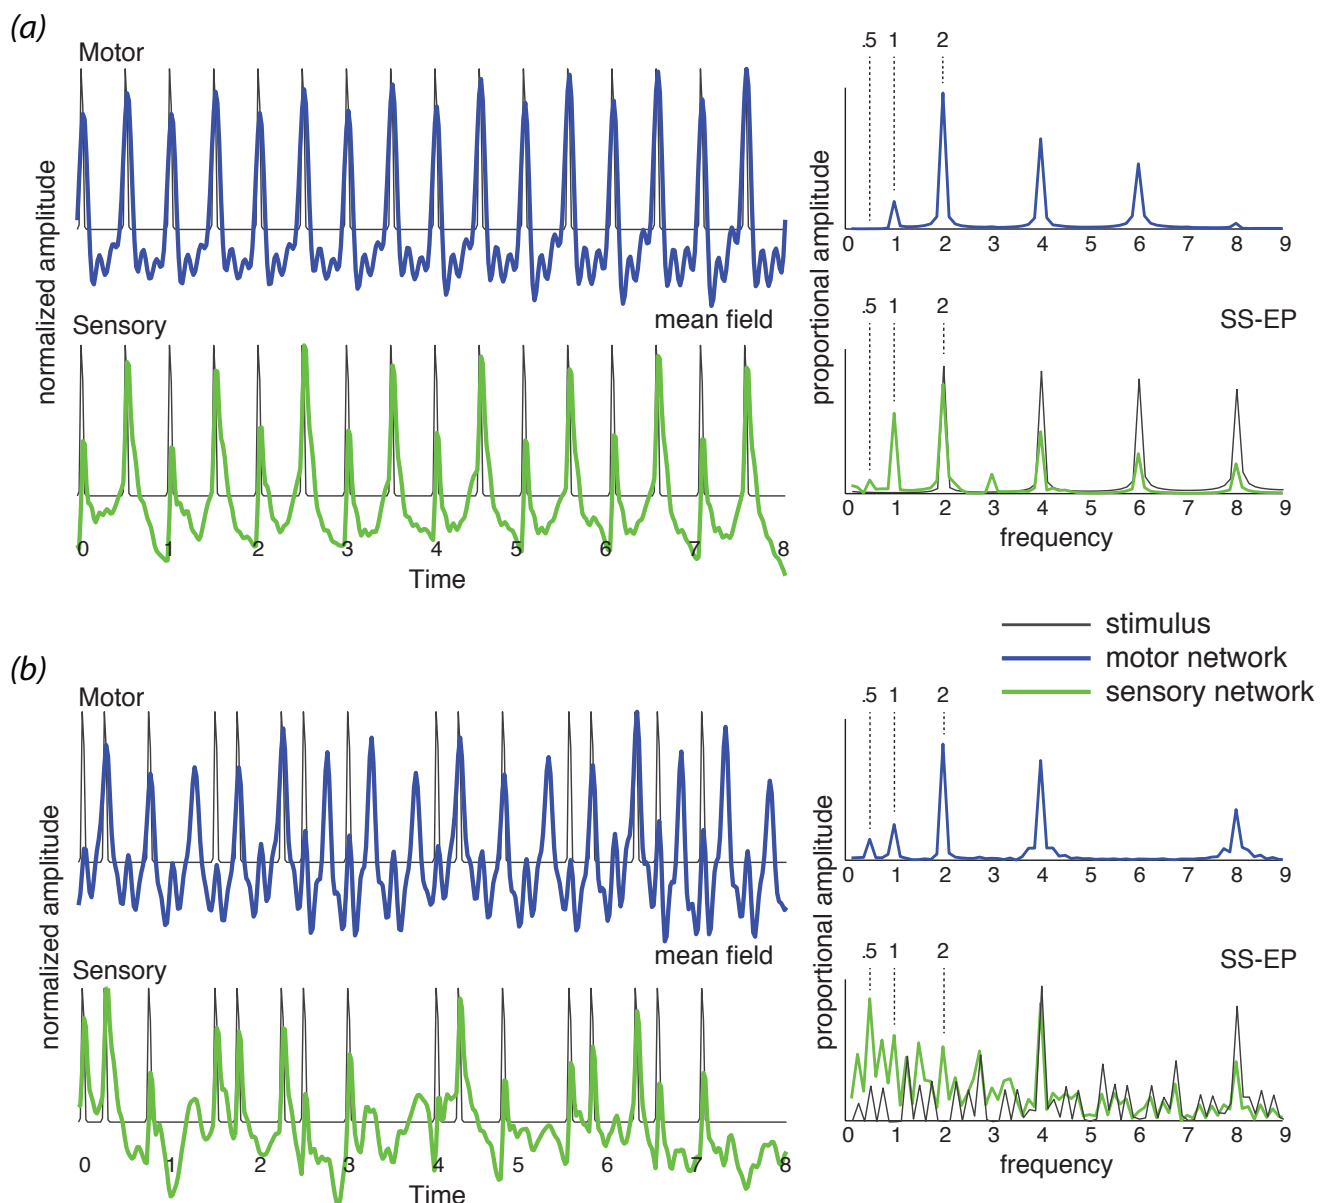 (a)
Motor
normalized amplitude
mean field
Sensory
0 1 2 3 4 5 6 7 8
Time
.5 1 2
proportional amplitude
0 1 2 3 4 5 6 7 8 9
.5 1 2
SS-EP
0 1 2 3 4 5 6 7 8 9
frequency
stimulus
motor network
sensory network
(b)
Motor
normalized amplitude
mean field
Sensory
0 1 2 3 4 5 6 7 8
Time
.5 1 2
proportional amplitude
0 1 2 3 4 5 6 7 8 9
.5 1 2
SS-EP
0 1 2 3 4 5 6 7 8 9
frequency